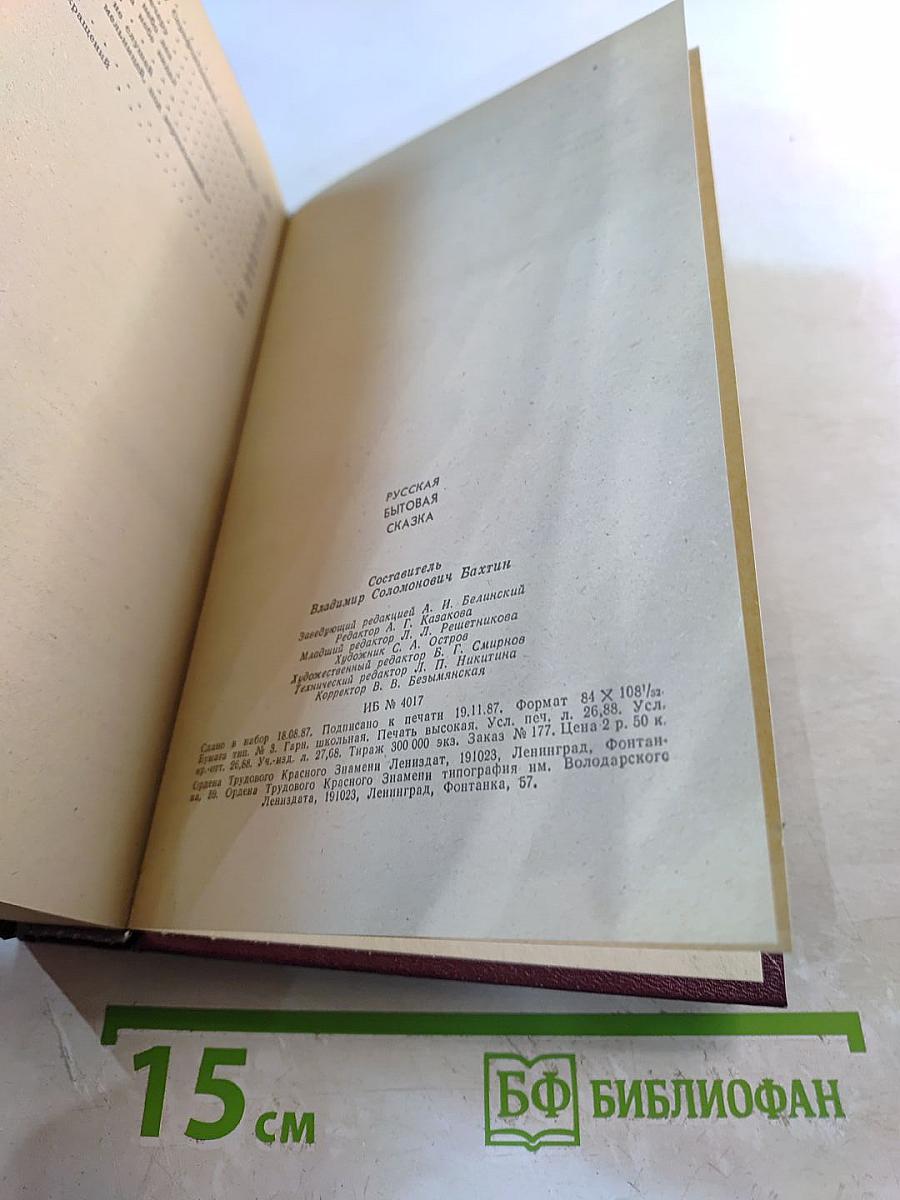 кращений
РУССКАЯ
БЫТОВАЯ
СКАЗКА
Составитель
Владимир Соломонович Бахтин
Заведующий редакцией А. И. Белинский
Редактор А. Г. Казакова
Младший редактор Л. Л. Решетникова
Художник С. А. Остров
Художественный редактор Б. Г. Смирнов
Технический редактор Л. П. Никитина
Корректор В. В. Безымянская
ИБ № 4017
Сдано в набор 18.08.87. Подписано к печати 19.11.87. Формат 84 × 108¹/₃₂.
Бумага тип. № 3. Гарн. школьная. Печать высокая. Усл. печ. л. 26,88. Усл.
кр.-отт. 26,88. Уч.-изд. л. 27,68. Тираж 300 000 экз. Заказ № 177. Цена 2 р. 50 к.
Ордена Трудового Красного Знамени Лениздат, 191023, Ленинград, Фонтан-
ка, 59. Ордена Трудового Красного Знамени типография им. Володарского
Лениздата, 191023, Ленинград, Фонтанка, 57.
15 см
БФ БИБЛИОФАН